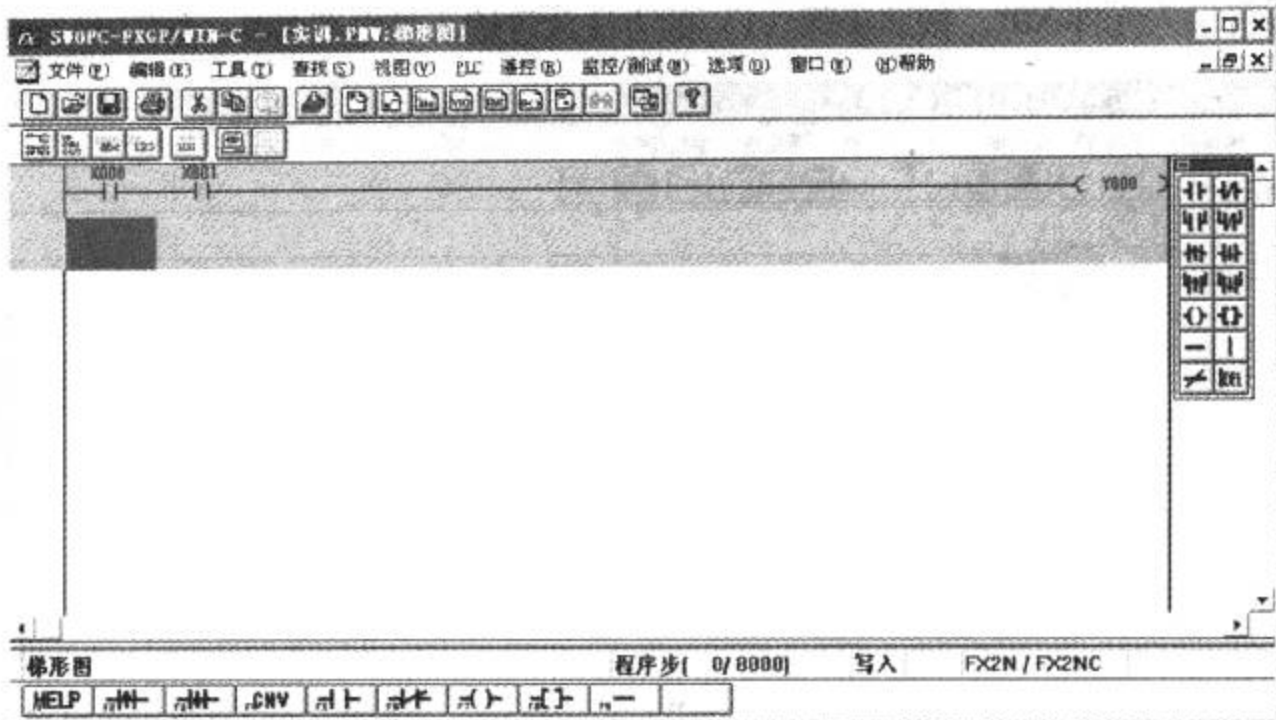 SWOPC-FXGP/WIN-C - [实训.PMW:梯形图]
文件(F) 编辑(E) 工具(T) 查找(S) 视图(V) PLC 遥控(R) 监控/测试(M) 选项(O) 窗口(W) (H)帮助
X000 X001 Y000
梯形图 程序步[ 0/8000] 写入 FX2N / FX2NC
HELP CNV